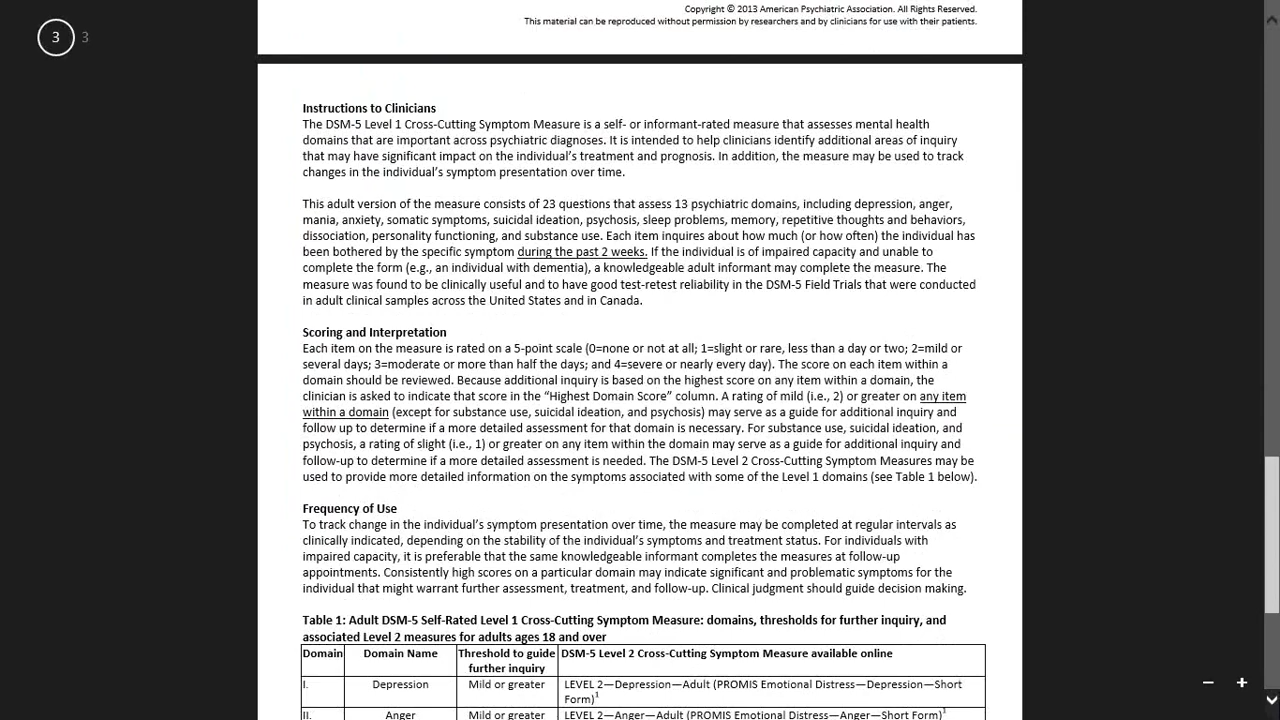 Copyright © 2013 American Psychiatric Association. All Rights Reserved.
This material can be reproduced without permission by researchers and by clinicians for use with their patients.
3 3
Instructions to Clinicians
The DSM-5 Level 1 Cross-Cutting Symptom Measure is a self- or informant-rated measure that assesses mental health
domains that are important across psychiatric diagnoses. It is intended to help clinicians identify additional areas of inquiry
that may have significant impact on the individual's treatment and prognosis. In addition, the measure may be used to track
changes in the individual's symptom presentation over time.
This adult version of the measure consists of 23 questions that assess 13 psychiatric domains, including depression, anger,
mania, anxiety, somatic symptoms, suicidal ideation, psychosis, sleep problems, memory, repetitive thoughts and behaviors,
dissociation, personality functioning, and substance use. Each item inquires about how much (or how often) the individual has
been bothered by the specific symptom during the past 2 weeks. If the individual is of impaired capacity and unable to
complete the form (e.g., an individual with dementia), a knowledgeable adult informant may complete the measure. The
measure was found to be clinically useful and to have good test-retest reliability in the DSM-5 Field Trials that were conducted
in adult clinical samples across the United States and in Canada.
Scoring and Interpretation
Each item on the measure is rated on a 5-point scale (0=none or not at all; 1=slight or rare, less than a day or two; 2=mild or
several days; 3=moderate or more than half the days; and 4=severe or nearly every day). The score on each item within a
domain should be reviewed. Because additional inquiry is based on the highest score on any item within a domain, the
clinician is asked to indicate that score in the “Highest Domain Score” column. A rating of mild (i.e., 2) or greater on any item
within a domain (except for substance use, suicidal ideation, and psychosis) may serve as a guide for additional inquiry and
follow up to determine if a more detailed assessment for that domain is necessary. For substance use, suicidal ideation, and
psychosis, a rating of slight (i.e., 1) or greater on any item within the domain may serve as a guide for additional inquiry and
follow-up to determine if a more detailed assessment is needed. The DSM-5 Level 2 Cross-Cutting Symptom Measures may be
used to provide more detailed information on the symptoms associated with some of the Level 1 domains (see Table 1 below).
Frequency of Use
To track change in the individual's symptom presentation over time, the measure may be completed at regular intervals as
clinically indicated, depending on the stability of the individual's symptoms and treatment status. For individuals with
impaired capacity, it is preferable that the same knowledgeable informant completes the measures at follow-up
appointments. Consistently high scores on a particular domain may indicate significant and problematic symptoms for the
individual that might warrant further assessment, treatment, and follow-up. Clinical judgment should guide decision making.
Table 1: Adult DSM-5 Self-Rated Level 1 Cross-Cutting Symptom Measure: domains, thresholds for further inquiry, and
associated Level 2 measures for adults ages 18 and over
Domain Domain Name Threshold to guide DSM-5 Level 2 Cross-Cutting Symptom Measure available online
further inquiry
I. Depression Mild or greater LEVEL 2—Depression—Adult (PROMIS Emotional Distress—Depression—Short
Form)1
II. Anger Mild or greater LEVEL 2—Anger—Adult (PROMIS Emotional Distress—Anger—Short Form)1